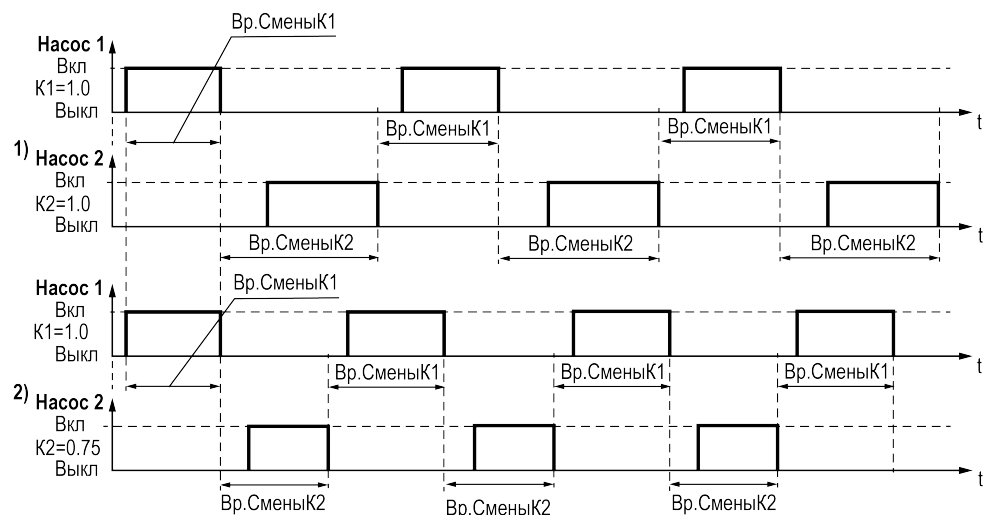 Вр.СменыК1
Насос 1
Вкл
К1=1.0
Выкл
t
Вр.СменыК1
Вр.СменыК1
1)
Насос 2
Вкл
К2=1.0
Выкл
t
Вр.СменыК2
Вр.СменыК2
Вр.СменыК2
Вр.СменыК1
Насос 1
Вкл
К1=1.0
Выкл
t
Вр.СменыК1
Вр.СменыК1
Вр.СменыК1
2)
Насос 2
Вкл
К2=0.75
Выкл
t
Вр.СменыК2
Вр.СменыК2
Вр.СменыК2